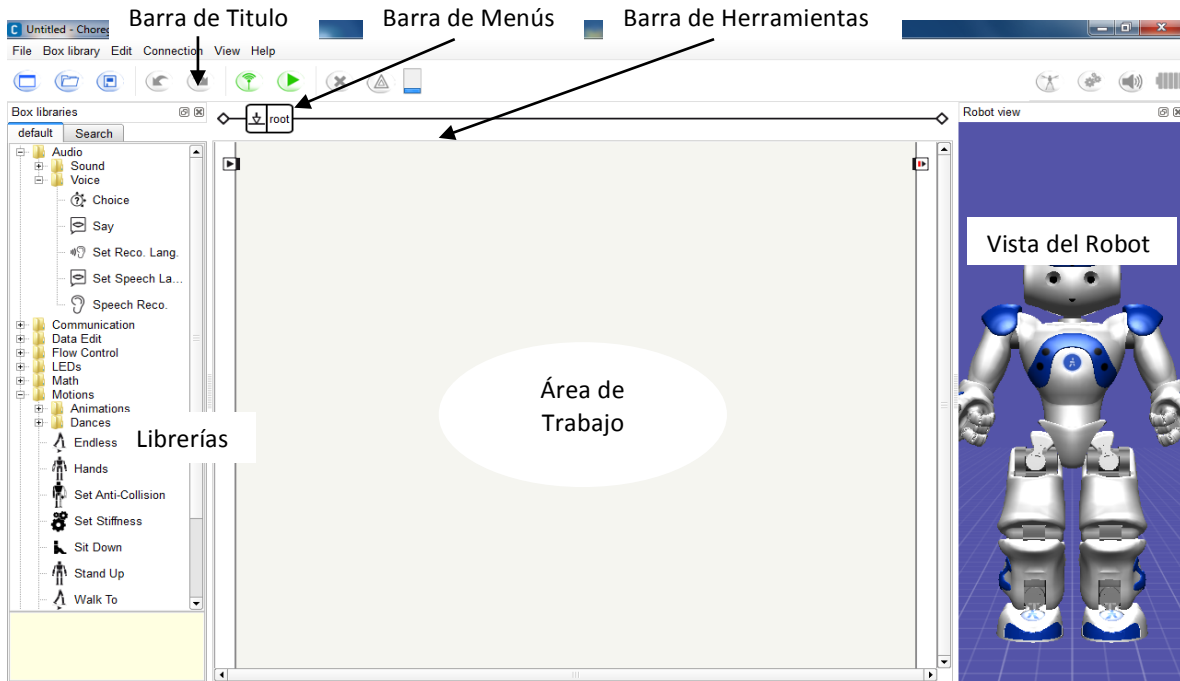 Barra de Titulo
Barra de Menús
Barra de Herramientas
Untitled - Choreg
File Box library Edit Connection View Help
Box libraries
default Search
root
Robot view
Audio
Sound
Voice
Choice
Say
Set Reco. Lang.
Set Speech La...
Speech Reco.
Communication
Data Edit
Flow Control
LEDs
Math
Motions
Animations
Dances
Endless
Hands
Set Anti-Collision
Set Stiffness
Sit Down
Stand Up
Walk To
Librerías
Área de
Trabajo
Vista del Robot